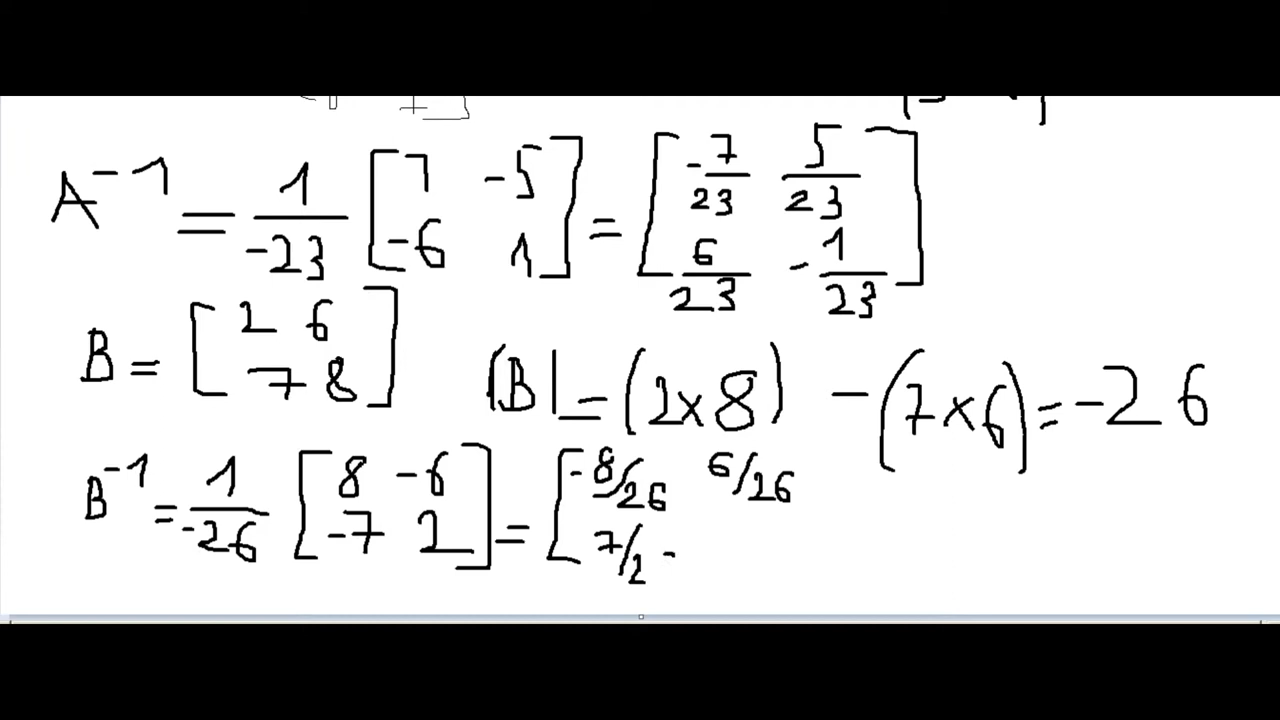 A⁻¹ = 1/-23 [7 -5; -6 1] = [-7/23 5/23; 6/23 -1/23]
B = [2 6; 7 8] (B| = (2x8) - (7x6) = -26
B⁻¹ = 1/-26 [8 -6; -7 2] = [-8/26 6/26; 7/2 -